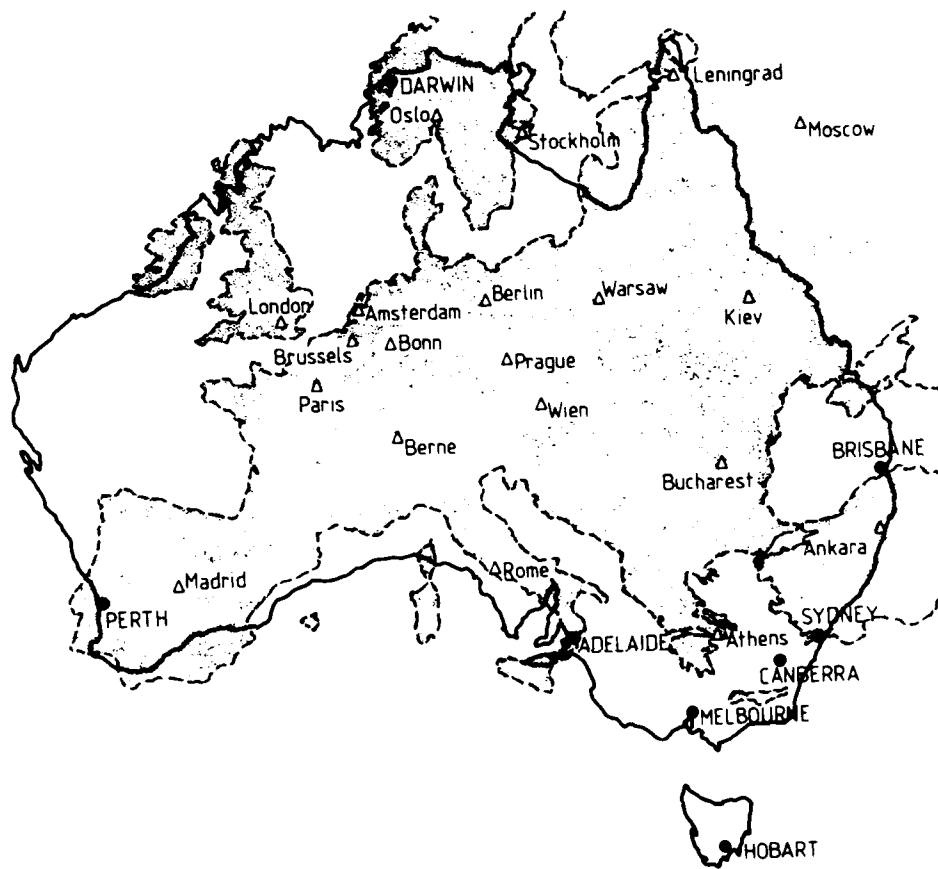 Leningrad
DARWIN
Oslo
Stockholm
Moscow
London
Amsterdam
Berlin
Warsaw
Kiev
Brussels
Bonn
Prague
Paris
Wien
Berne
BRISBANE
Bucharest
Ankara
Madrid
Rome
PERTH
SYDNEY
ADELAIDE
Athens
CANBERRA
MELBOURNE
HOBART